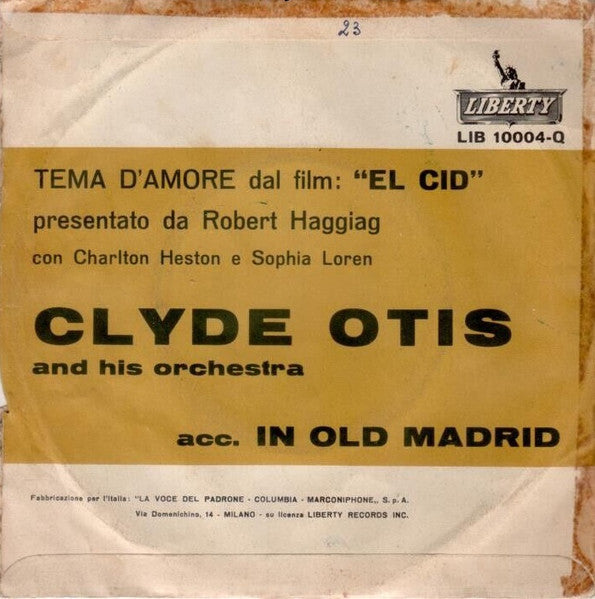 23
LIBERTY
LIB 10004-Q
TEMA D'AMORE dal film: "EL CID"
presentato da Robert Haggiag
con Charlton Heston e Sophia Loren
CLYDE OTIS
and his orchestra
acc. IN OLD MADRID
Fabbricazione per l'Italia: "LA VOCE DEL PADRONE - COLUMBIA - MARCONIPHONE„ S.p.A.
Via Domenichino, 14 - MILANO - su licenza LIBERTY RECORDS INC.